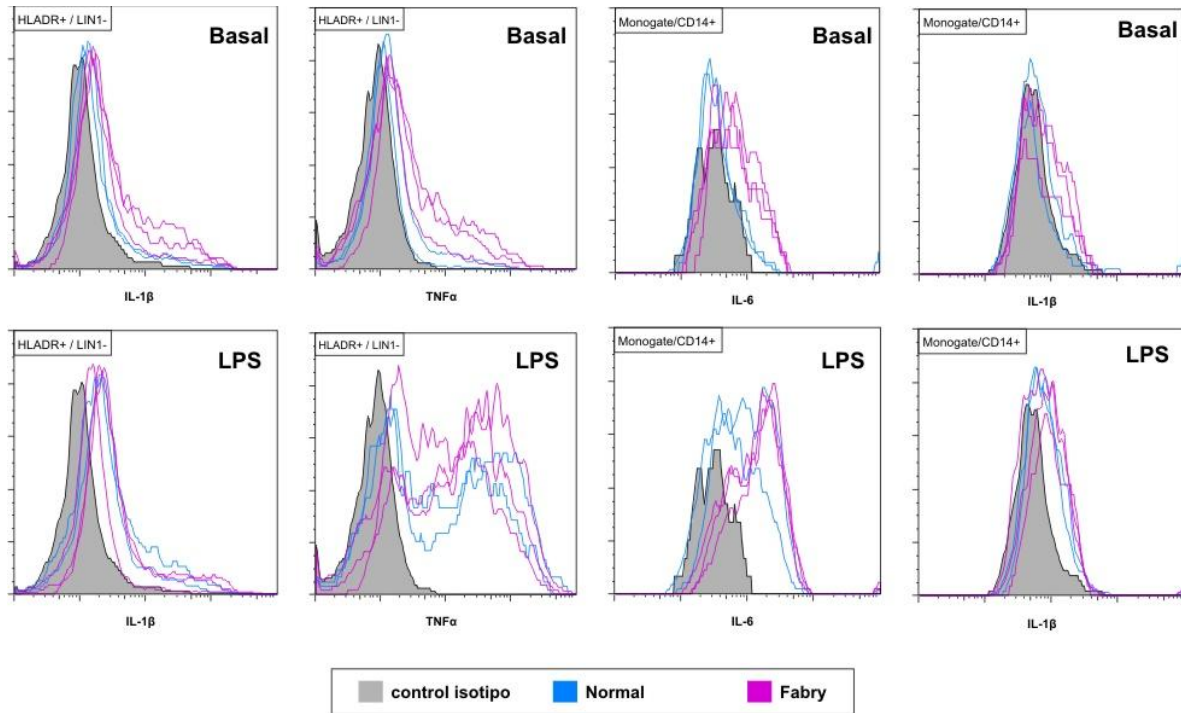 HLADR+ / LIN1-
Basal
IL-1β
HLADR+ / LIN1-
Basal
TNFα
Monogate/CD14+
Basal
IL-6
Monogate/CD14+
Basal
IL-1β
HLADR+ / LIN1-
LPS
IL-1β
HLADR+ / LIN1-
LPS
TNFα
Monogate/CD14+
LPS
IL-6
Monogate/CD14+
LPS
IL-1β
control isotipo
Normal
Fabry